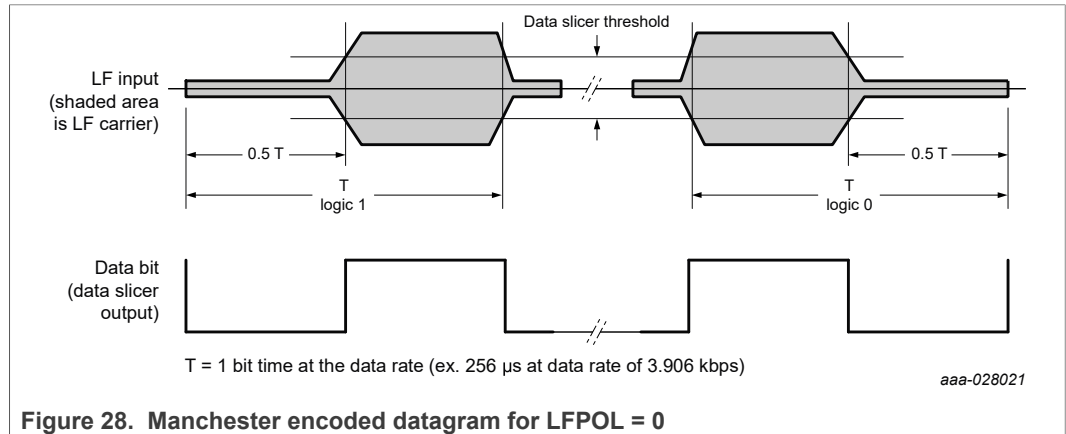 Data slicer threshold
LF input
(shaded area
is LF carrier)
0.5 T
0.5 T
T
logic 1
T
logic 0
Data bit
(data slicer
output)
T = 1 bit time at the data rate (ex. 256 µs at data rate of 3.906 kbps)
aaa-028021
Figure 28. Manchester encoded datagram for LFPOL = 0